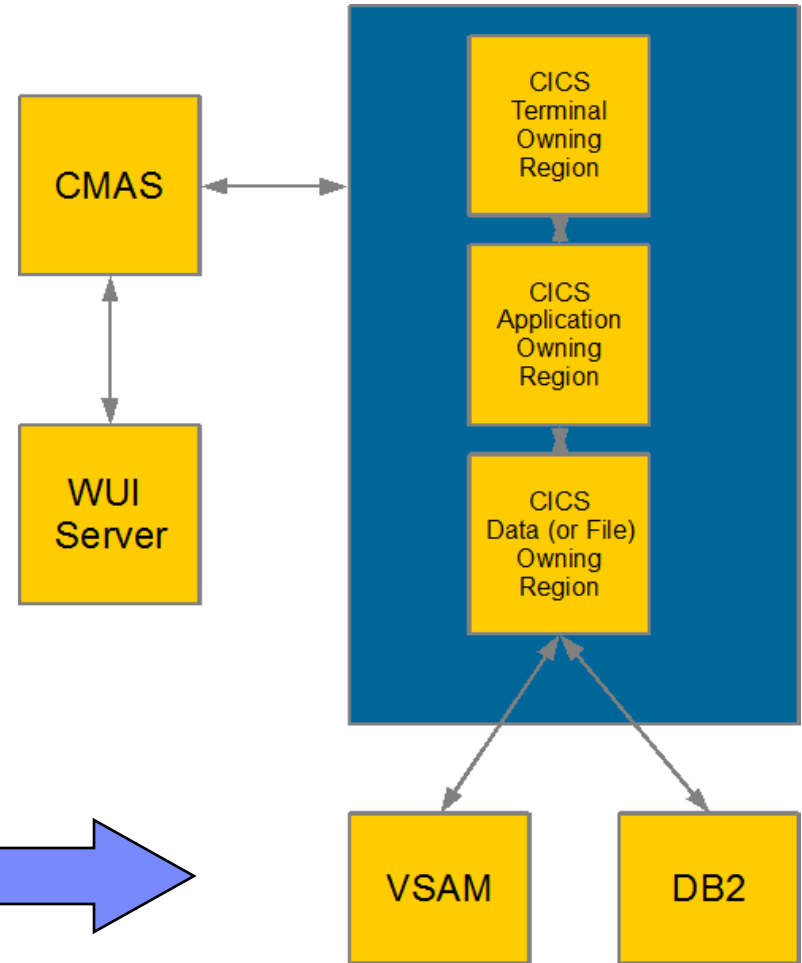 CICS
Terminal
Owning
Region
CMAS
CICS
Application
Owning
Region
WUI
Server
CICS
Data (or File)
Owning
Region
VSAM
DB2